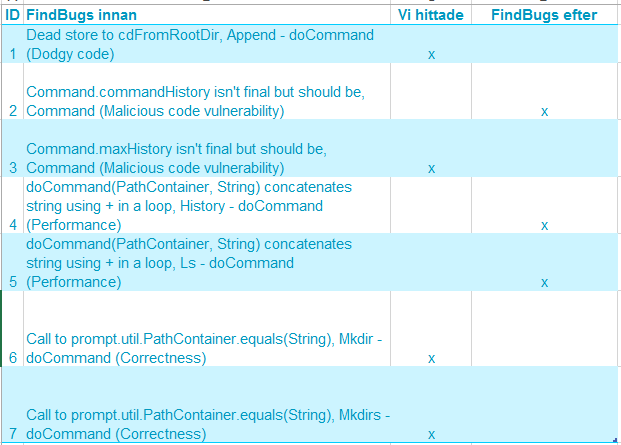 ID FindBugs innan Vi hittade FindBugs efter
Dead store to cdFromRootDir, Append - doCommand
1 (Dodgy code) x
Command.commandHistory isn't final but should be,
2 Command (Malicious code vulnerability) x
Command.maxHistory isn't final but should be,
3 Command (Malicious code vulnerability) x
doCommand(PathContainer, String) concatenates
string using + in a loop, History - doCommand
4 (Performance) x
doCommand(PathContainer, String) concatenates
string using + in a loop, Ls - doCommand
5 (Performance) x
Call to prompt.util.PathContainer.equals(String), Mkdir -
6 doCommand (Correctness) x
Call to prompt.util.PathContainer.equals(String), Mkdirs -
7 doCommand (Correctness) x